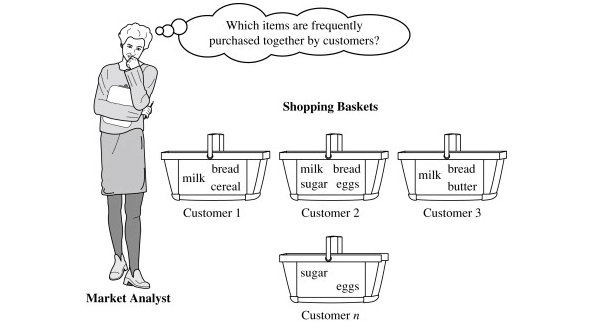 Which items are frequently
purchased together by customers?
Shopping Baskets
milk bread
cereal
Customer 1
milk bread
sugar eggs
Customer 2
milk bread
butter
Customer 3
sugar
eggs
Customer n
Market Analyst